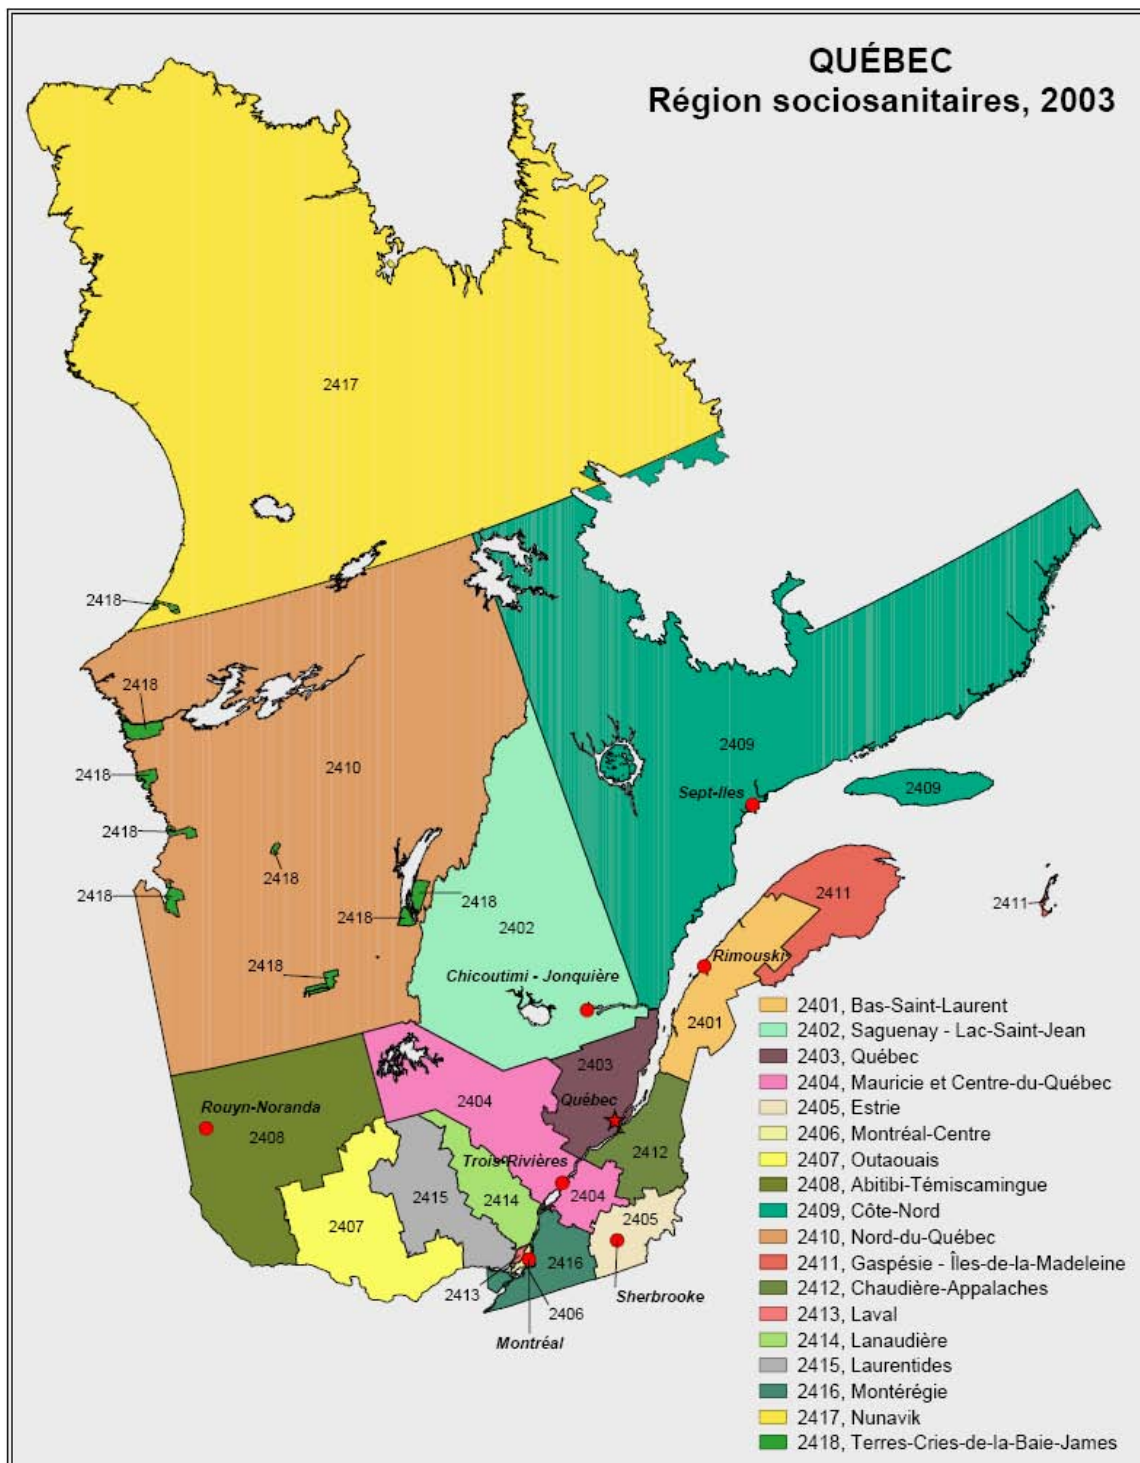 QUÉBEC
Région sociosanitaires, 2003
2417
2418
2418
2410
2409
2418
Sept-Iles
2409
2418
2418
2418
2418
2418
2411
2411
2402
2418
Rimouski
Chicoutimi - Jonquière
2401
2403
Rouyn-Noranda
2408
2404
Québec
Trois-Rivières
2412
2415
2414
2404
2407
2405
2416
2413
2406
Sherbrooke
Montréal
2401, Bas-Saint-Laurent
2402, Saguenay - Lac-Saint-Jean
2403, Québec
2404, Mauricie et Centre-du-Québec
2405, Estrie
2406, Montréal-Centre
2407, Outaouais
2408, Abitibi-Témiscamingue
2409, Côte-Nord
2410, Nord-du-Québec
2411, Gaspésie - Îles-de-la-Madeleine
2412, Chaudière-Appalaches
2413, Laval
2414, Lanaudière
2415, Laurentides
2416, Montérégie
2417, Nunavik
2418, Terres-Cries-de-la-Baie-James